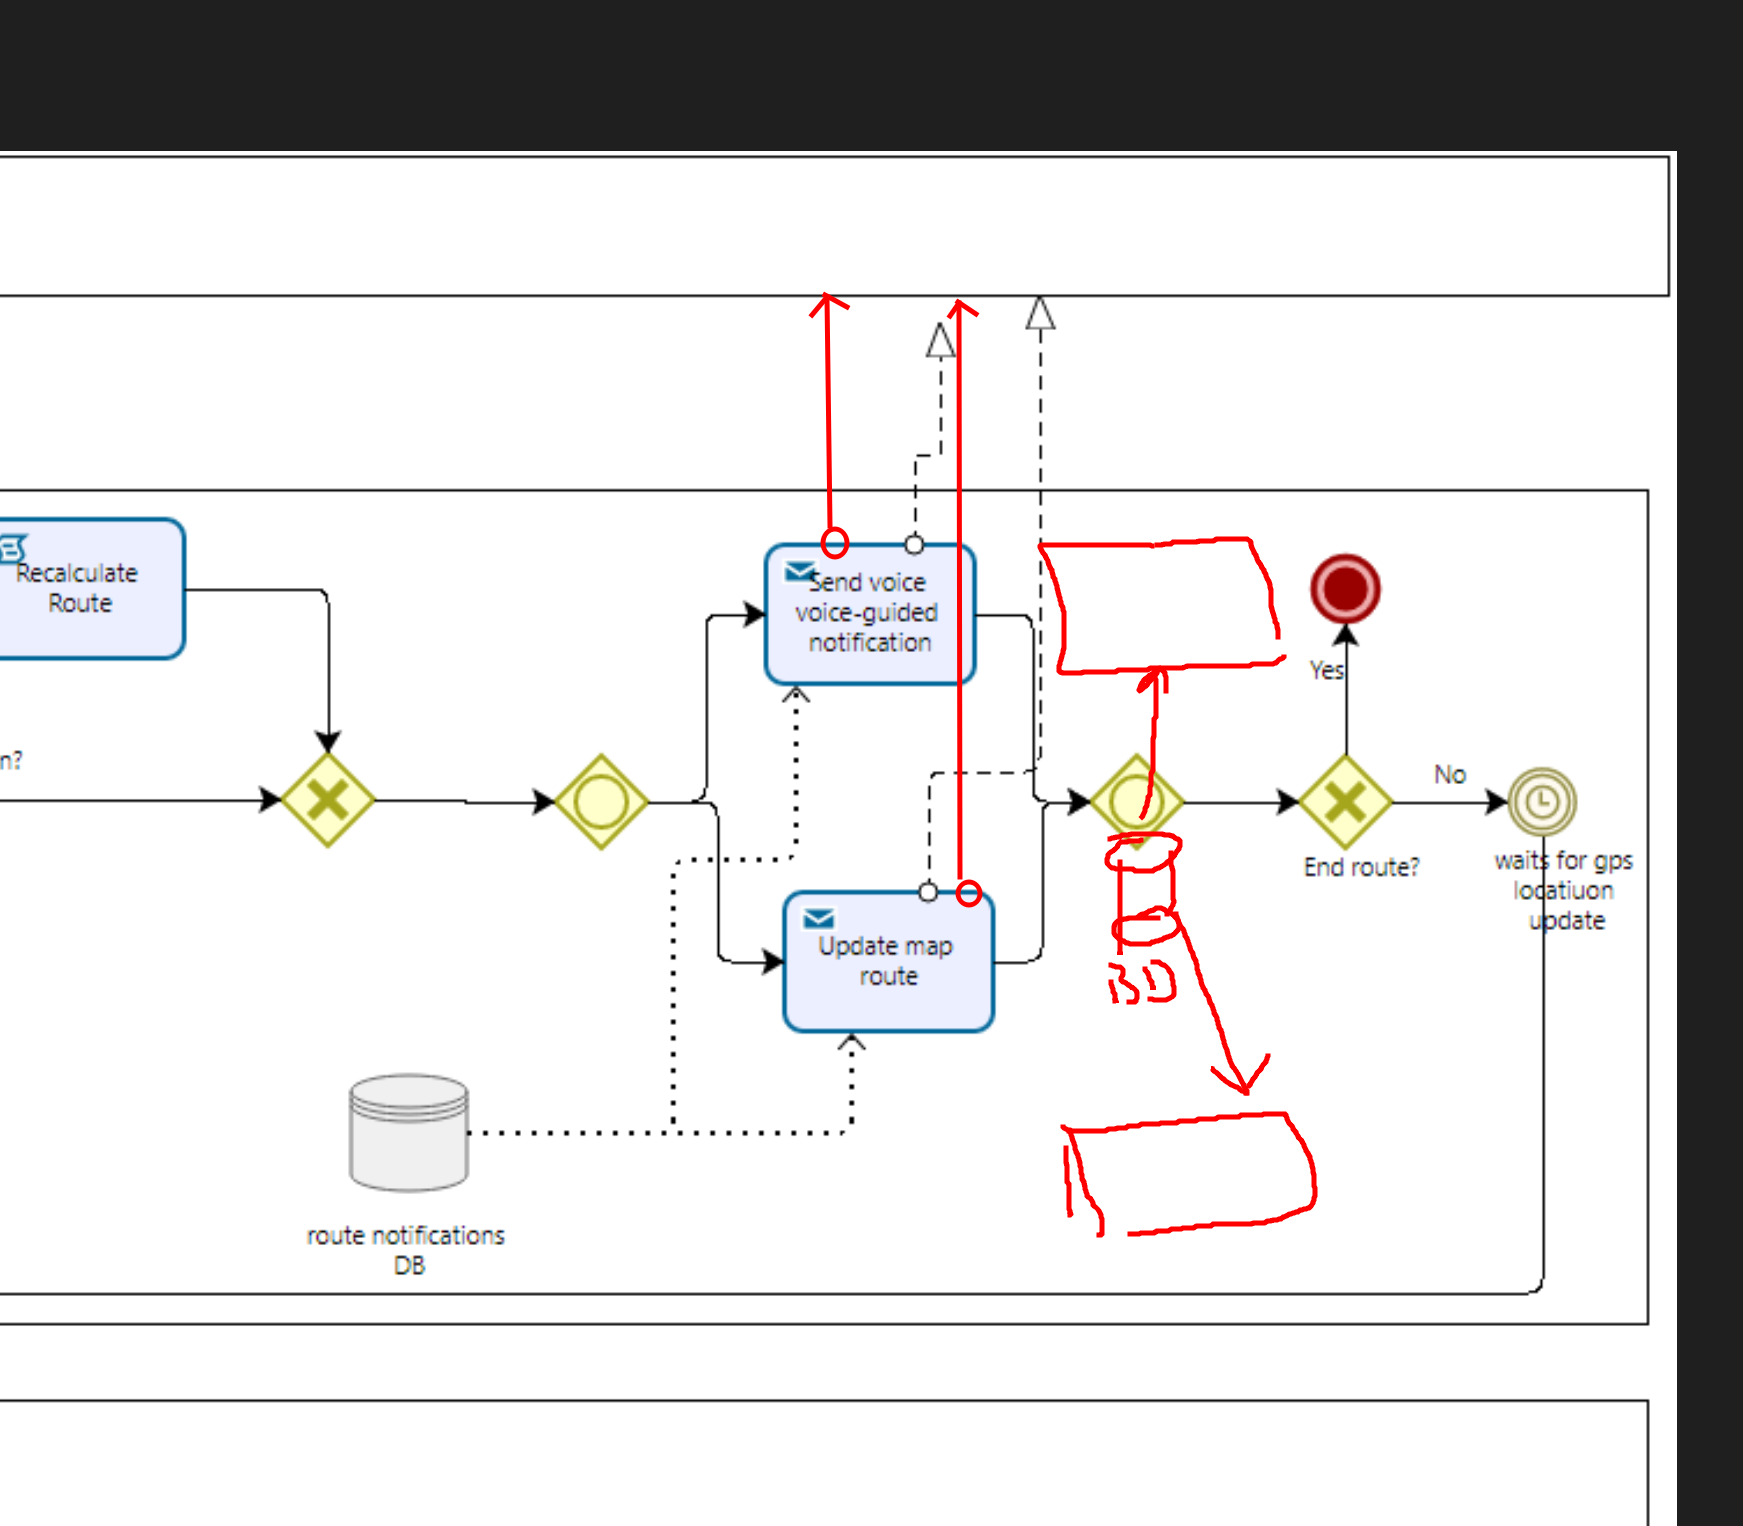 Recalculate
Route
n?
Send voice
voice-guided
notification
Update map
route
route notifications
DB
BD
Yes
No
End route?
waits for gps
locatiuon
update